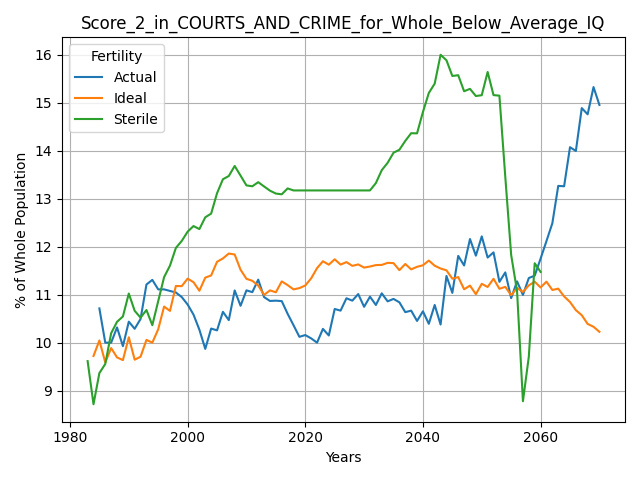 Score_2_in_COURTS_AND_CRIME_for_Whole_Below_Average_IQ
Fertility
Actual
Ideal
Sterile
% of Whole Population
16
15
14
13
12
11
10
9
1980
2000
2020
2040
2060
Years